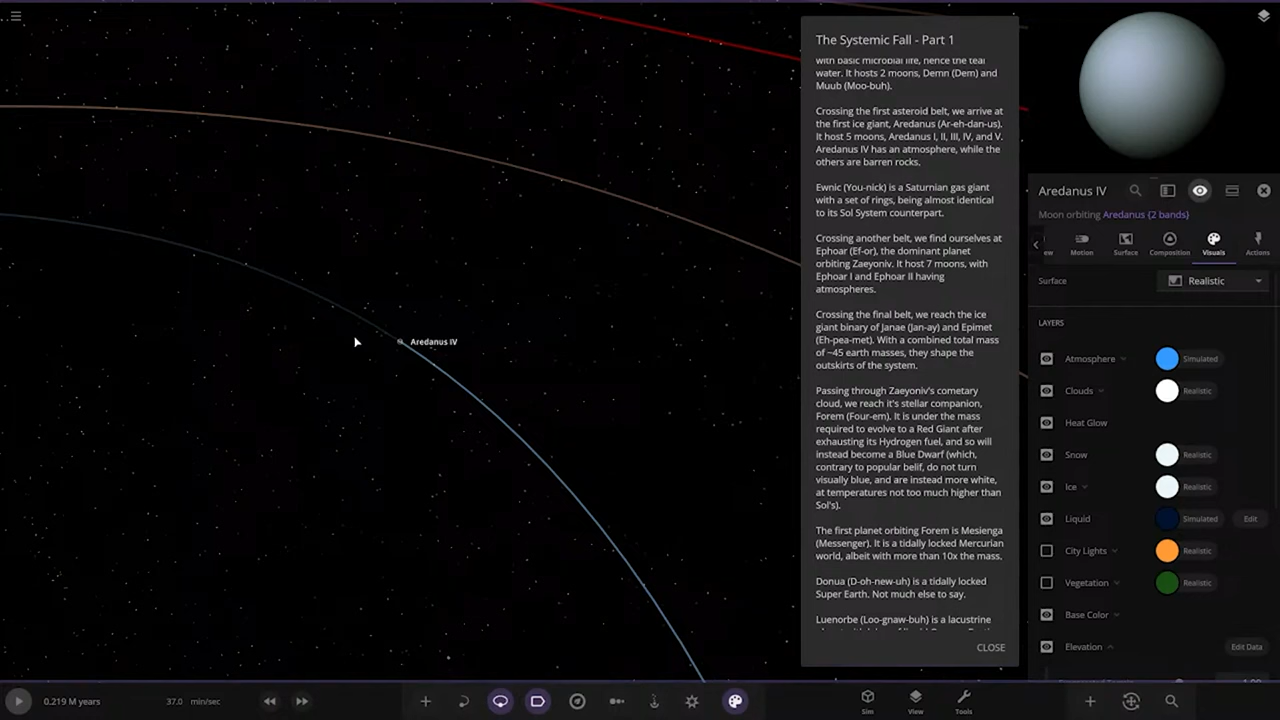 The Systemic Fall - Part 1
with basic microbial life, hence the teal
water. It hosts 2 moons, Demn (Dem) and
Muub (Moo-buh).
Crossing the first asteroid belt, we arrive at
the first ice giant, Aredanus (Ar-eh-dan-us).
It host 5 moons, Aredanus I, II, III, IV, and V.
Aredanus IV has an atmosphere, while the
others are barren rocks.
Ewnic (You-nick) is a Saturnian gas giant
with a set of rings, being almost identical
to its Sol System counterpart.
Crossing another belt, we find ourselves at
Ephoar (Ef-or), the dominant planet
orbiting Zaeyoniv. It host 7 moons, with
Ephoar I and Ephoar II having
atmospheres.
Crossing the final belt, we reach the ice
giant binary of Janae (Jan-ay) and Epimet
(Eh-pea-met). With a combined total mass
of ~45 earth masses, they shape the
outskirts of the system.
Passing through Zaeyoniv's cometary
cloud, we reach it's stellar companion,
Forem (Four-em). It is under the mass
required to evolve to a Red Giant after
exhausting its Hydrogen fuel, and so will
instead become a Blue Dwarf (which,
contrary to popular belif, do not turn
visually blue, and are instead more white,
at temperatures not too much higher than
Sol's).
The first planet orbiting Forem is Mesienga
(Messenger). It is a tidally locked Mercurian
world, albeit with more than 10x the mass.
Donua (D-oh-new-uh) is a tidally locked
Super Earth. Not much else to say.
Luenorbe (Loo-gnaw-buh) is a lacustrine
CLOSE
Aredanus IV
Aredanus IV
Moon orbiting Aredanus {2 bands}
ew
Motion
Surface
Composition
Visuals
Actions
Surface
Realistic
LAYERS
Atmosphere
Simulated
Clouds
Realistic
Heat Glow
Snow
Realistic
Ice
Realistic
Liquid
Simulated
Edit
City Lights
Realistic
Vegetation
Realistic
Base Color
Elevation
Edit Data
0.219 M years
37.0 min/sec
Sim
View
Tools